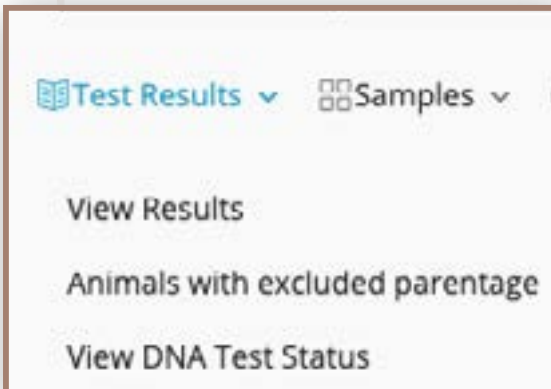 Test Results Samples
View Results
Animals with excluded parentage
View DNA Test Status